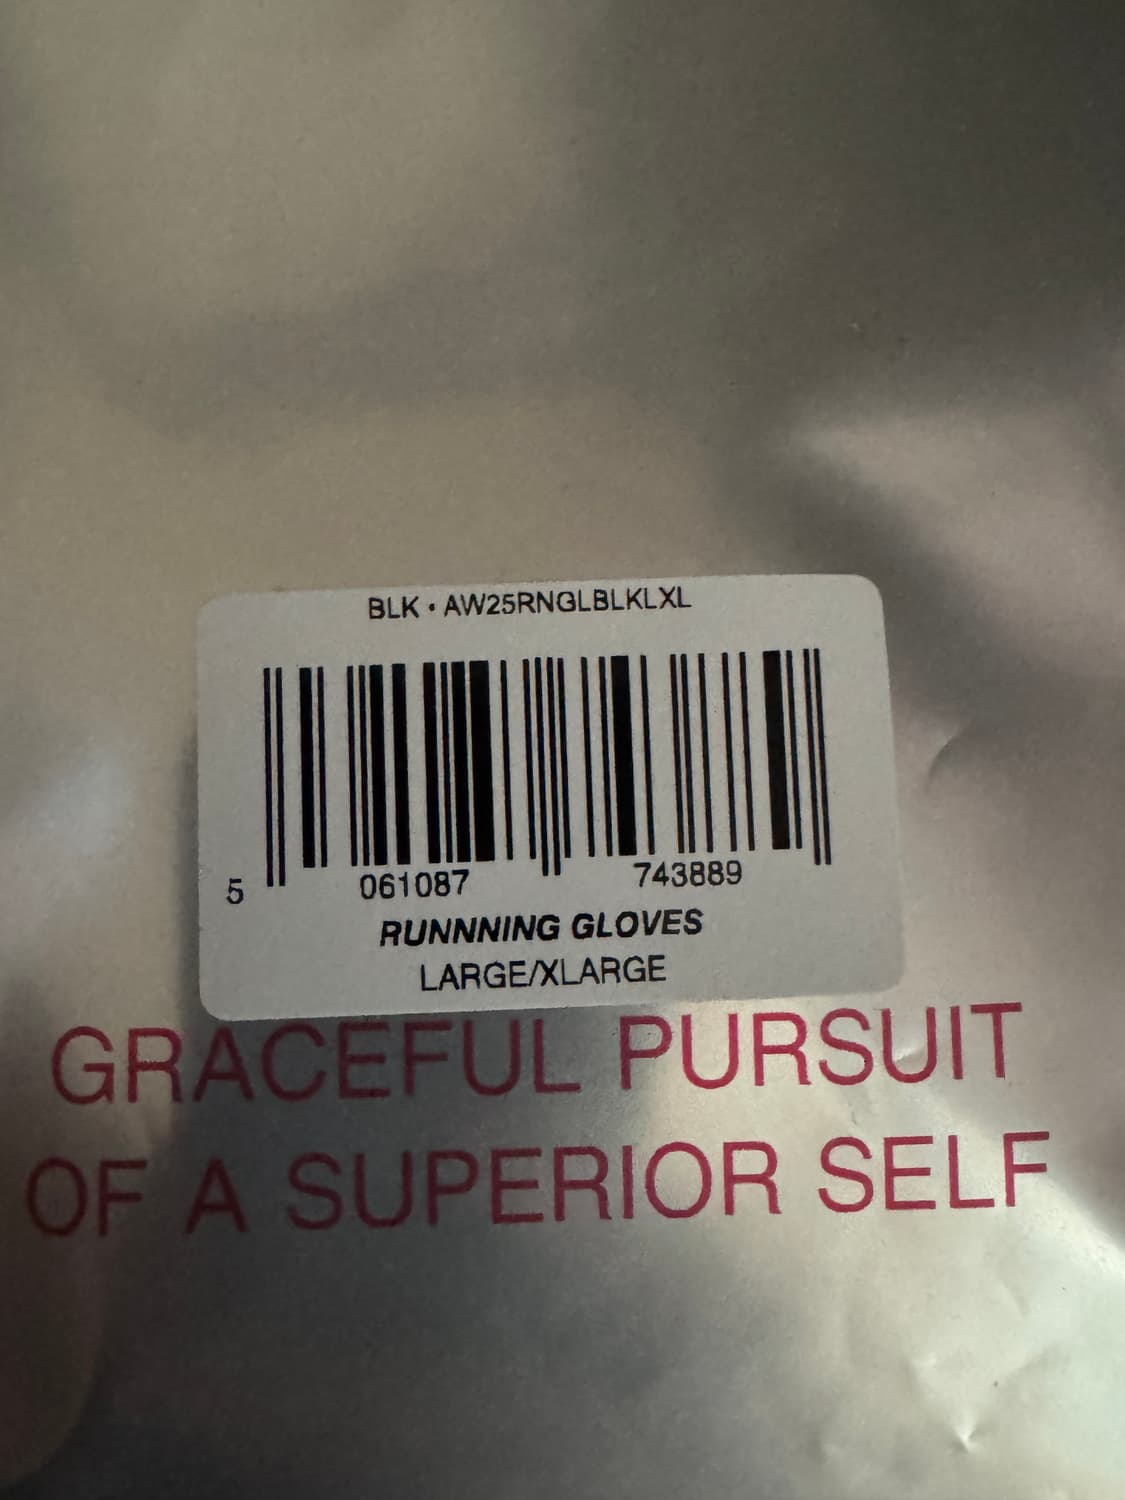 BLK • AW25RNGLBLKLXL
5 061087 743889
RUNNNING GLOVES
LARGE/XLARGE
GRACEFUL PURSUIT
OF A SUPERIOR SELF